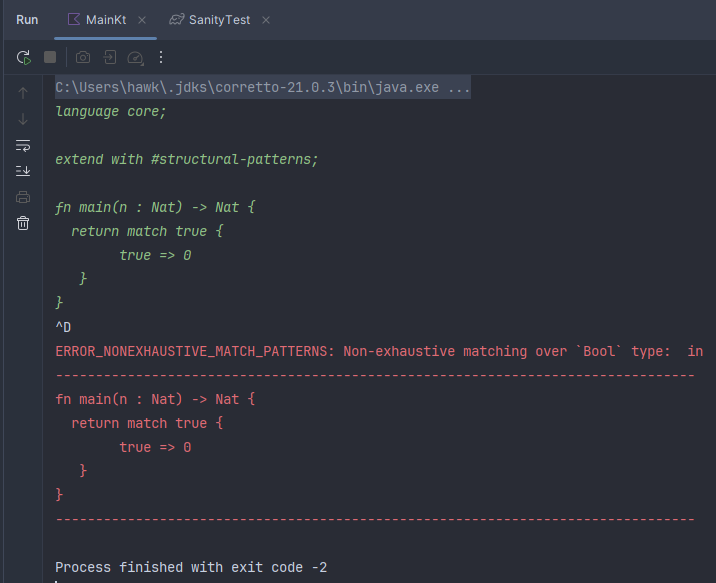 Run MainKt × SanityTest ×
C:\Users\hawk\.jdks\corretto-21.0.3\bin\java.exe ...
language core;

extend with #structural-patterns;

fn main(n : Nat) -> Nat {
  return match true {
        true => 0
   }
}
^D
ERROR_NONEXHAUSTIVE_MATCH_PATTERNS: Non-exhaustive matching over `Bool` type:  in
--------------------------------------------------------------------------------
fn main(n : Nat) -> Nat {
  return match true {
        true => 0
   }
}
--------------------------------------------------------------------------------

Process finished with exit code -2